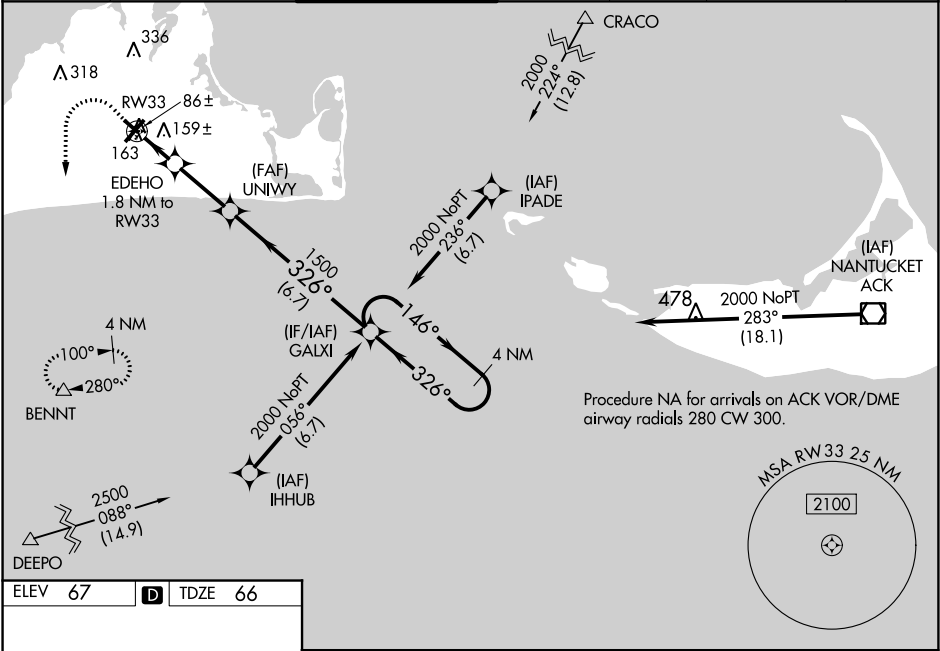 CRACO
2000
224°
(12.8)
336
318
RW33
86±
159±
163
EDEHO
1.8 NM to
RW33
(FAF)
UNIWY
(IAF)
IPADE
2000 NoPT
236°
(6.7)
1500
326°
(6.7)
(IAF)
NANTUCKET
ACK
478
2000 NoPT
283°
(18.1)
(IF/IAF)
GALXI
146°
326°
4 NM
4 NM
100°
280°
BENNT
2000 NoPT
056°
(6.7)
(IAF)
IHHUB
Procedure NA for arrivals on ACK VOR/DME
airway radials 280 CW 300.
MSA RW33 25 NM
2100
2500
088°
(14.9)
DEEPO
ELEV 67 D TDZE 66